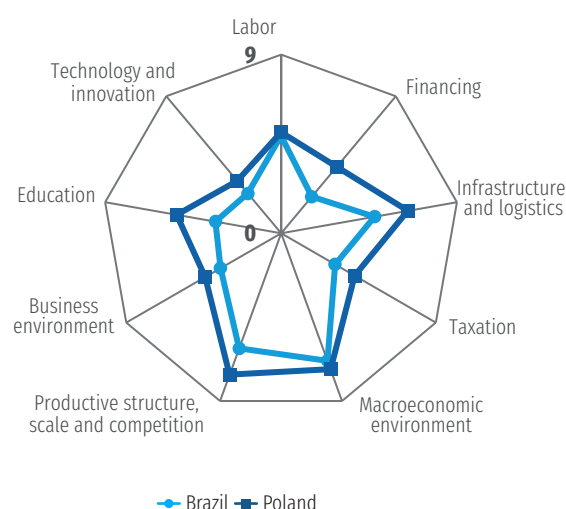 Labor
9
Technology and
innovation
Financing
Education
Infrastructure
and logistics
0
Business
environment
Taxation
Productive structure,
scale and competition
Macroeconomic
environment
Brazil Poland